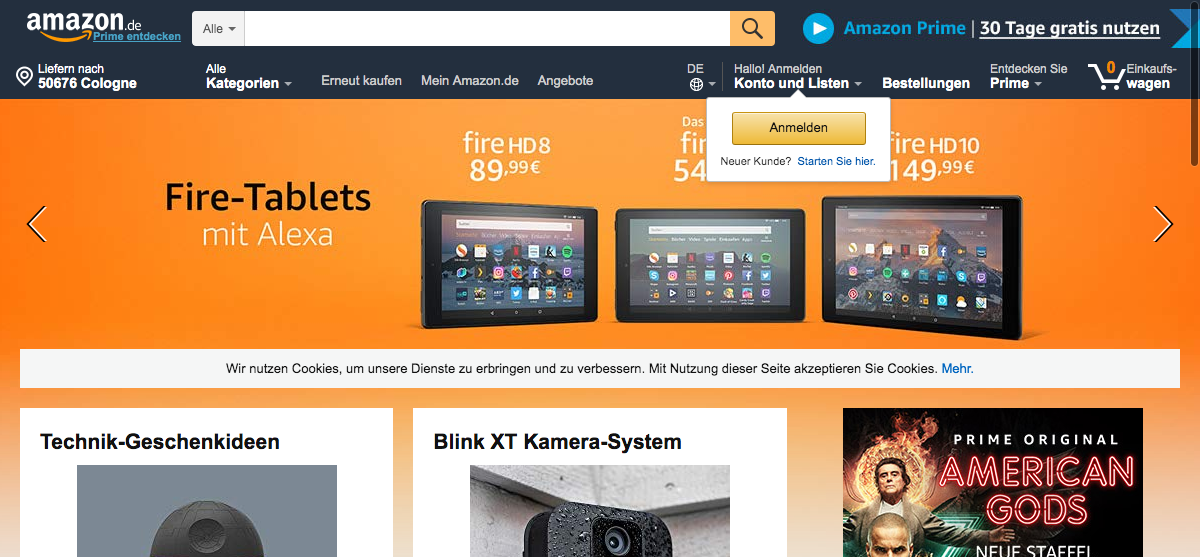 amazon.de
Prime entdecken
Alle
Amazon Prime | 30 Tage gratis nutzen
Liefern nach
50676 Cologne
Alle
Kategorien
Erneut kaufen
Mein Amazon.de
Angebote
DE
Hallo! Anmelden
Konto und Listen
Bestellungen
Entdecken Sie
Prime
0
Einkaufs-
wagen
Anmelden
Neuer Kunde? Starten Sie hier.
Fire-Tablets
mit Alexa
fire HD8
89,99€
Das
54
fire HD10
149,99€
Wir nutzen Cookies, um unsere Dienste zu erbringen und zu verbessern. Mit Nutzung dieser Seite akzeptieren Sie Cookies. Mehr.
Technik-Geschenkideen
Blink XT Kamera-System
PRIME ORIGINAL
AMERICAN
GODS
NEUE STAFFEL